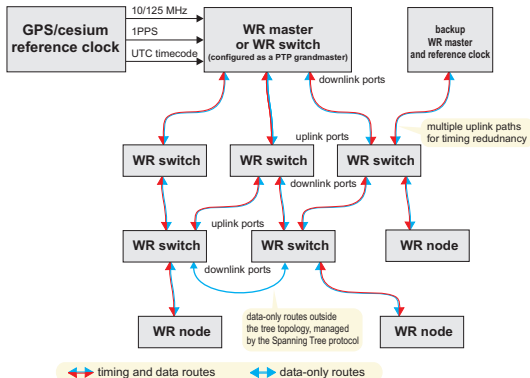 GPS/cesium
reference clock
10/125 MHz
1PPS
UTC timecode
WR master
or WR switch
(configured as a PTP grandmaster)
backup
WR master
and reference clock
downlink ports
uplink ports
multiple uplink paths
for timing redudnancy
WR switch
WR switch
WR switch
downlink ports
uplink ports
WR switch
WR switch
WR node
downlink ports
data-only routes outside
the tree topology, managed
by the Spanning Tree protocol
WR node
WR node
timing and data routes
data-only routes